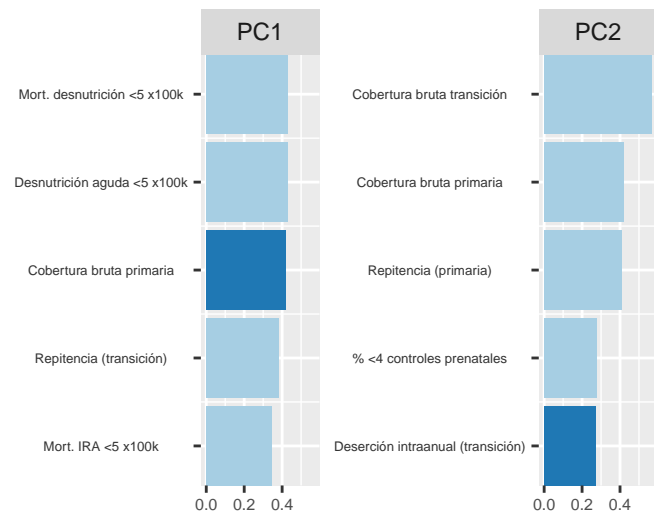 PC1
Mort. desnutrición <5 x100k
Desnutrición aguda <5 x100k
Cobertura bruta primaria
Repitencia (transición)
Mort. IRA <5 x100k
0.0 0.2 0.4
PC2
Cobertura bruta transición
Cobertura bruta primaria
Repitencia (primaria)
% <4 controles prenatales
Deserción intraanual (transición)
0.0 0.2 0.4